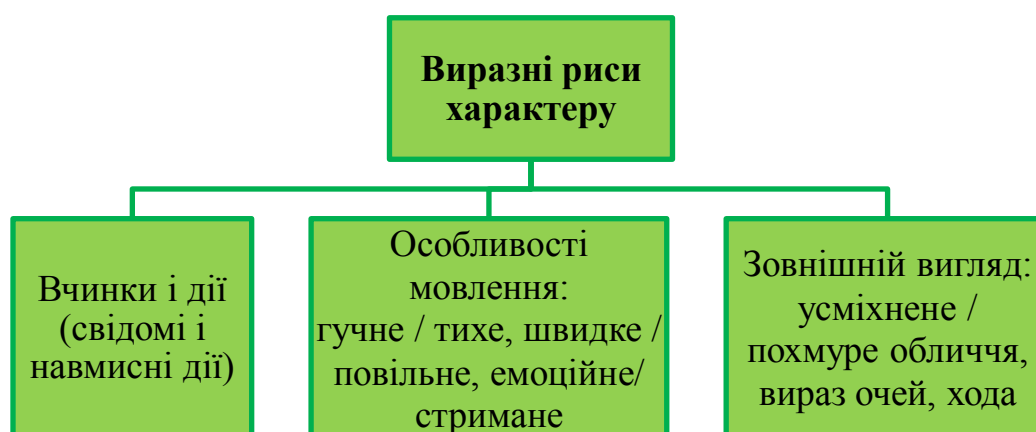 Виразні риси
характеру
Вчинки і дії
(свідомі і
навмисні дії)
Особливості
мовлення:
гучне / тихе, швидке /
повільне, емоційне/
стримане
Зовнішній вигляд:
усміхнене /
похмуре обличчя,
вираз очей, хода